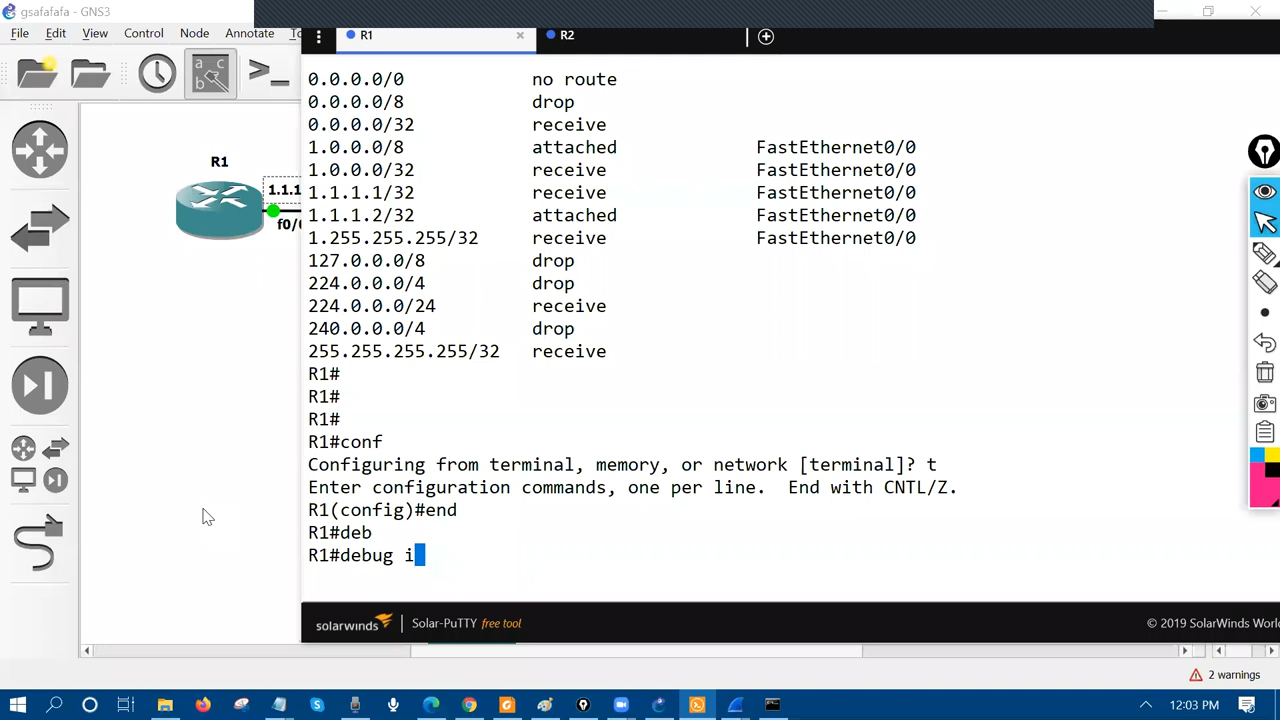 gsafafafa - GNS3
File Edit View Control Node Annotate To
R1 × R2
a c
b
R1
1.1.1
f0/0
0.0.0.0/0 no route
0.0.0.0/8 drop
0.0.0.0/32 receive
1.0.0.0/8 attached FastEthernet0/0
1.0.0.0/32 receive FastEthernet0/0
1.1.1.1/32 receive FastEthernet0/0
1.1.1.2/32 attached FastEthernet0/0
1.255.255.255/32 receive FastEthernet0/0
127.0.0.0/8 drop
224.0.0.0/4 drop
224.0.0.0/24 receive
240.0.0.0/4 drop
255.255.255.255/32 receive
R1#
R1#
R1#
R1#conf
Configuring from terminal, memory, or network [terminal]? t
Enter configuration commands, one per line.  End with CNTL/Z.
R1(config)#end
R1#deb
R1#debug i
solarwinds Solar-PuTTY free tool © 2019 SolarWinds Worl
2 warnings
12:03 PM